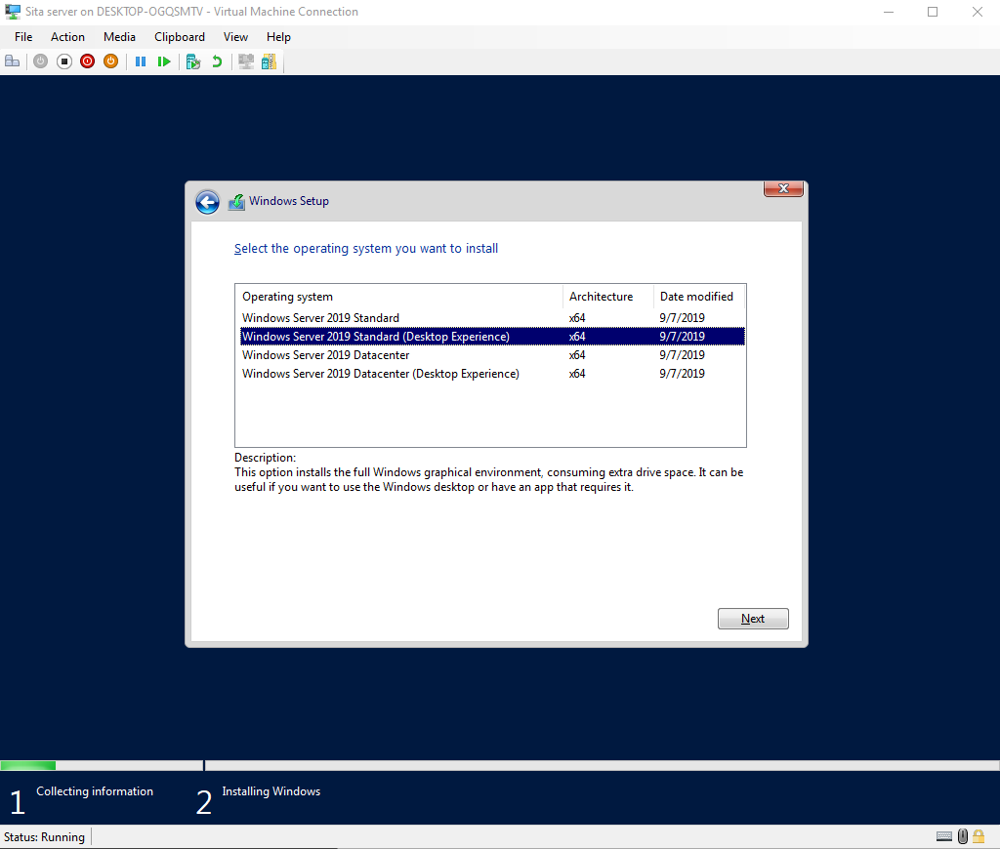 Sita server on DESKTOP-OGQSMTV - Virtual Machine Connection
File Action Media Clipboard View Help
Windows Setup
Select the operating system you want to install
Operating system Architecture Date modified
Windows Server 2019 Standard x64 9/7/2019
Windows Server 2019 Standard (Desktop Experience) x64 9/7/2019
Windows Server 2019 Datacenter x64 9/7/2019
Windows Server 2019 Datacenter (Desktop Experience) x64 9/7/2019
Description:
This option installs the full Windows graphical environment, consuming extra drive space. It can be
useful if you want to use the Windows desktop or have an app that requires it.
Next
1 Collecting information 2 Installing Windows
Status: Running